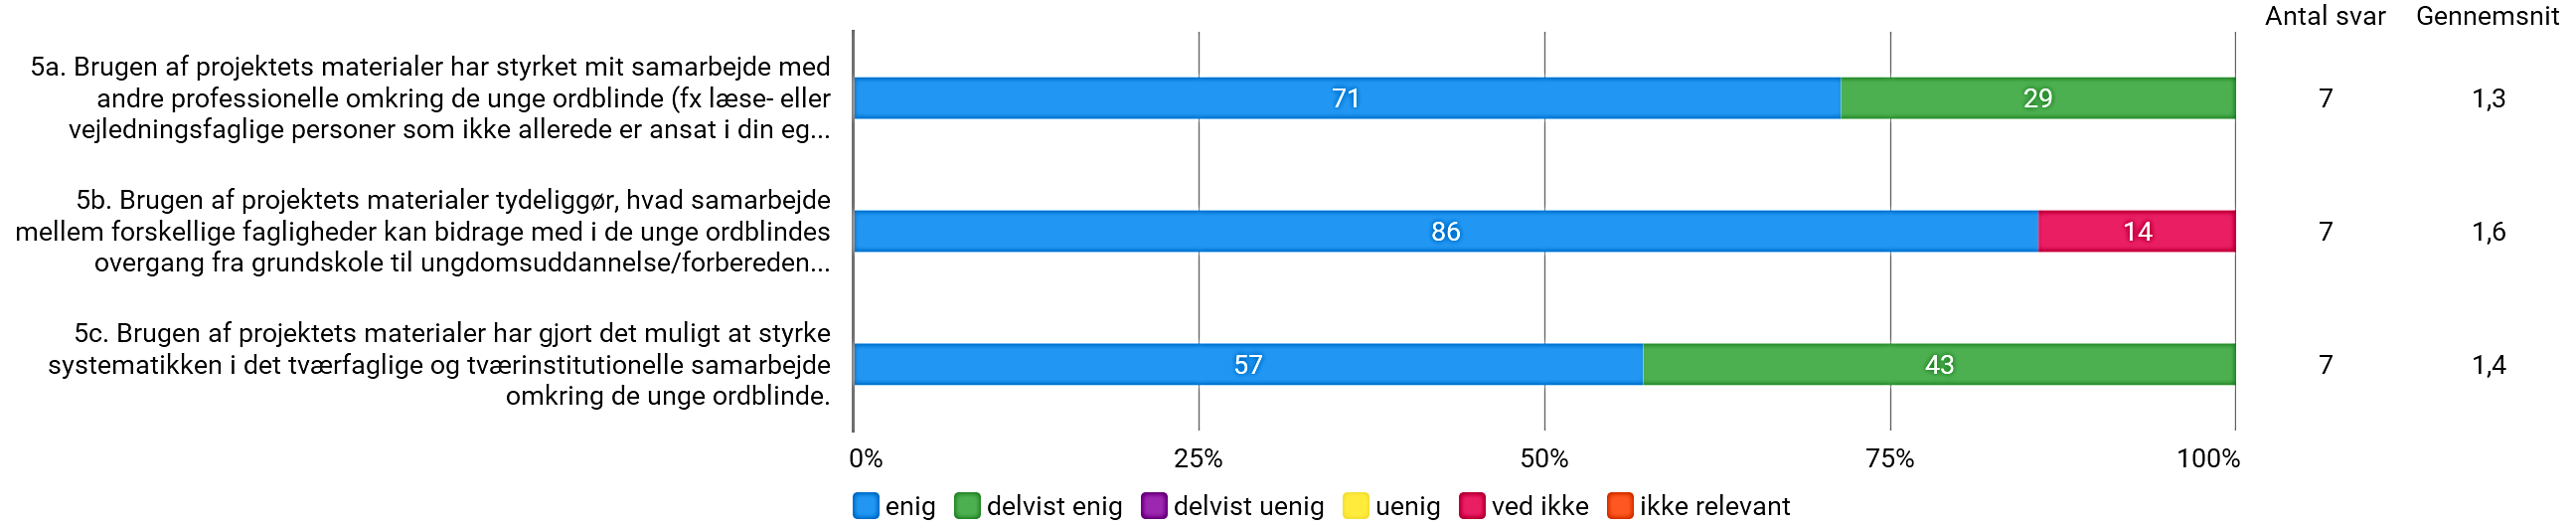 Antal svar Gennemsnit
5a. Brugen af projektets materialer har styrket mit samarbejde med
andre professionelle omkring de unge ordblinde (fx læse- eller
vejledningsfaglige personer som ikke allerede er ansat i din eg...
71 29 7 1,3
5b. Brugen af projektets materialer tydeliggør, hvad samarbejde
mellem forskellige fagligheder kan bidrage med i de unge ordblindes
overgang fra grundskole til ungdomsuddannelse/forbereden...
86 14 7 1,6
5c. Brugen af projektets materialer har gjort det muligt at styrke
systematikken i det tværfaglige og tværinstitutionelle samarbejde
omkring de unge ordblinde.
57 43 7 1,4
0% 25% 50% 75% 100%
enig delvist enig delvist uenig uenig ved ikke ikke relevant